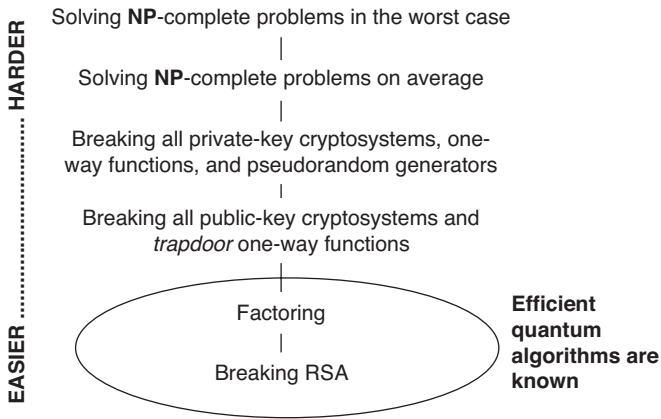 Solving NP-complete problems in the worst case
Solving NP-complete problems on average
Breaking all private-key cryptosystems, one-
way functions, and pseudorandom generators
Breaking all public-key cryptosystems and
trapdoor one-way functions
Factoring
Breaking RSA
Efficient
quantum
algorithms are
known
EASIER ................................ HARDER